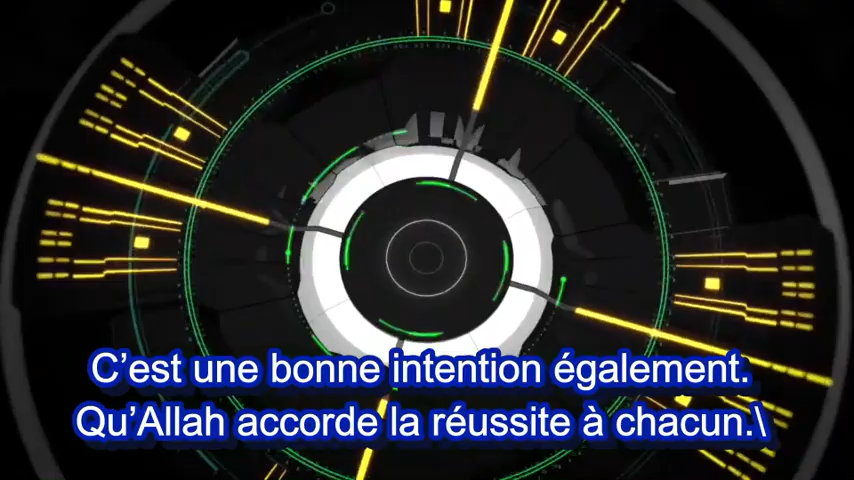 C’est une bonne intention également.
Qu’Allah accorde la réussite à chacun.\